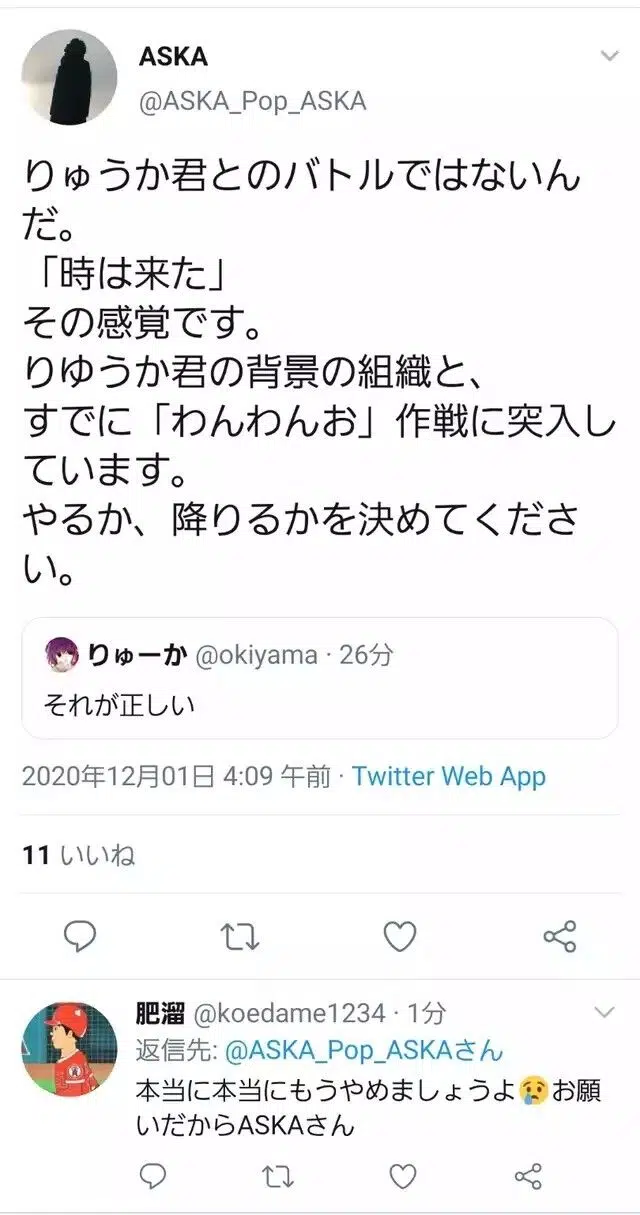 ASKA
@ASKA_Pop_ASKA
りゅうか君とのバトルではないん
だ。
「時は来た」
その感覚です。
りゆうか君の背景の組織と、
すでに「わんわんお」作戦に突入し
ています。
やるか、降りるかを決めてくださ
い。
りゅーか @okiyama · 26分
それが正しい
2020年12月01日 4:09 午前 · Twitter Web App
11 いいね
肥溜 @koedame1234 · 1分
返信先: @ASKA_Pop_ASKAさん
本当に本当にもうやめましょうよ😢お願
いだからASKAさん